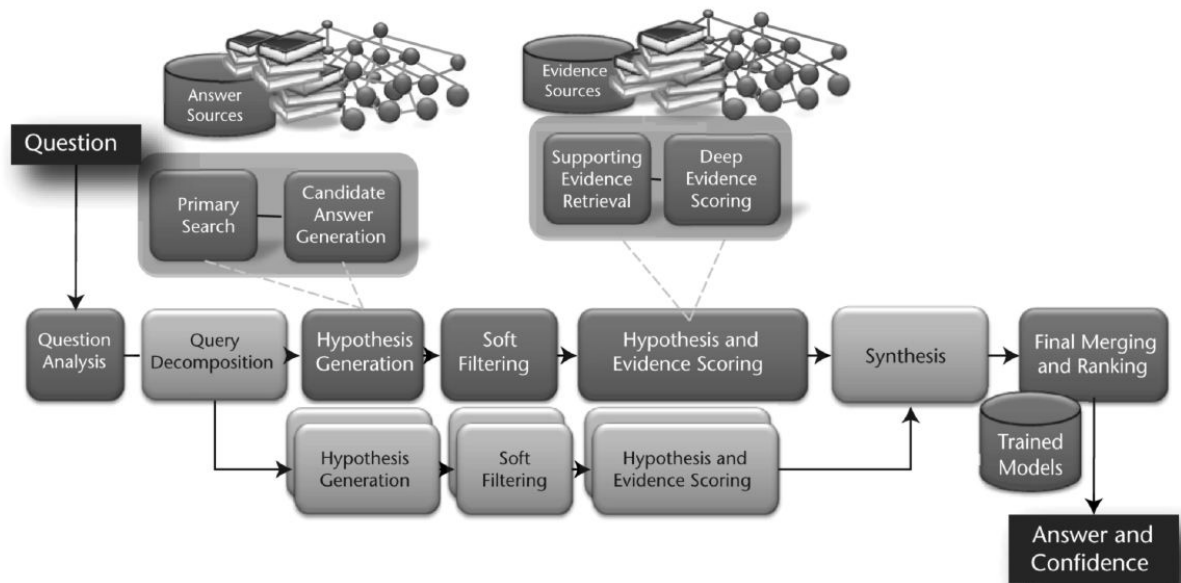 Answer
Sources
Evidence
Sources
Question
Primary
Search
Candidate
Answer
Generation
Supporting
Evidence
Retrieval
Deep
Evidence
Scoring
Question
Analysis
Query
Decomposition
Hypothesis
Generation
Soft
Filtering
Hypothesis and
Evidence Scoring
Synthesis
Final Merging
and Ranking
Hypothesis
Generation
Soft
Filtering
Hypothesis and
Evidence Scoring
Trained
Models
Answer and
Confidence